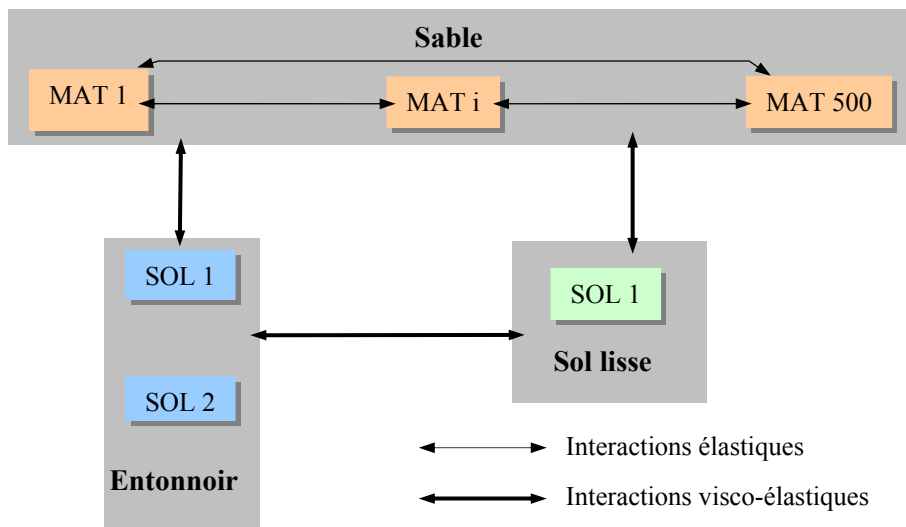 Sable
MAT 1
MAT i
MAT 500
SOL 1
SOL 2
Entonnoir
SOL 1
Sol lisse
Interactions élastiques
Interactions visco-élastiques